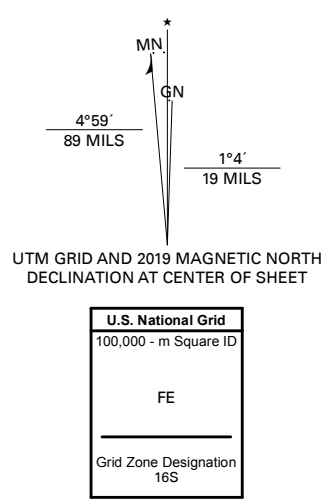 ★
MN
GN
4°59´
89 MILS
1°4´
19 MILS
UTM GRID AND 2019 MAGNETIC NORTH
DECLINATION AT CENTER OF SHEET
U.S. National Grid
100,000 - m Square ID
FE
Grid Zone Designation
16S